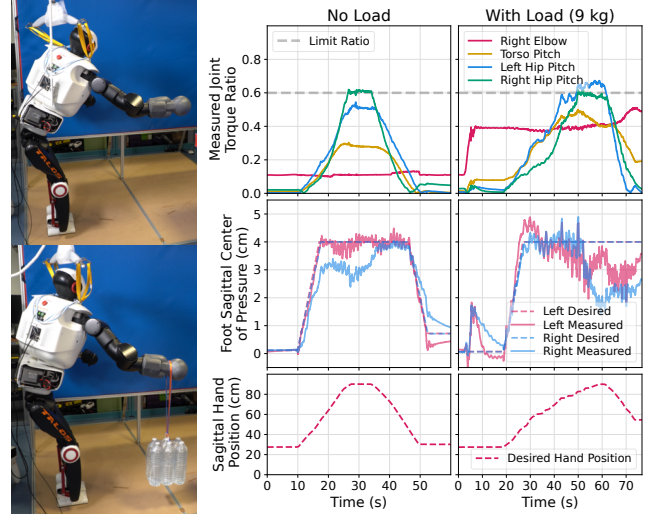 No Load
With Load (9 kg)
Measured Joint
Torque Ratio
0.8
0.6
0.4
0.2
0.0
Limit Ratio
Right Elbow
Torso Pitch
Left Hip Pitch
Right Hip Pitch
Foot Sagittal Center
of Pressure (cm)
5
4
3
2
1
0
Left Desired
Left Measured
Right Desired
Right Measured
Sagittal Hand
Position (cm)
80
60
40
20
0
Desired Hand Position
0 10 20 30 40 50
0 10 20 30 40 50 60 70
Time (s)
Time (s)
TALOS
TALOS